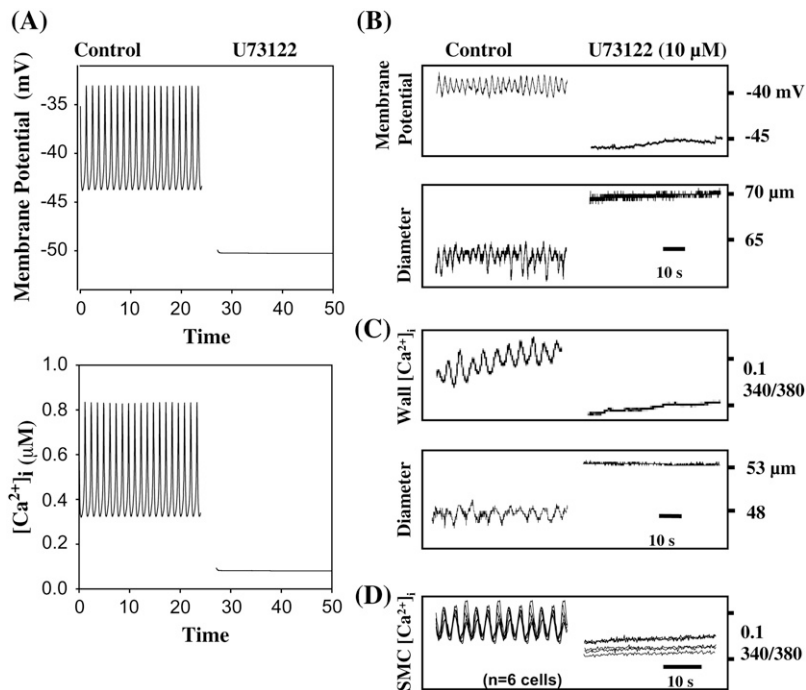 (A)
Control U73122
Membrane Potential (mV)
-35
-40
-45
-50
0 10 20 30 40 50
Time
[Ca²⁺]i (μM)
1.0
0.8
0.6
0.4
0.2
0.0
0 10 20 30 40 50
Time
(B)
Control U73122 (10 μM)
Membrane
Potential
-40 mV
-45
Diameter
70 μm
65
10 s
(C)
Wall [Ca²⁺]i
0.1
340/380
Diameter
53 μm
48
10 s
(D)
SMC [Ca²⁺]i
0.1
340/380
(n=6 cells)
10 s